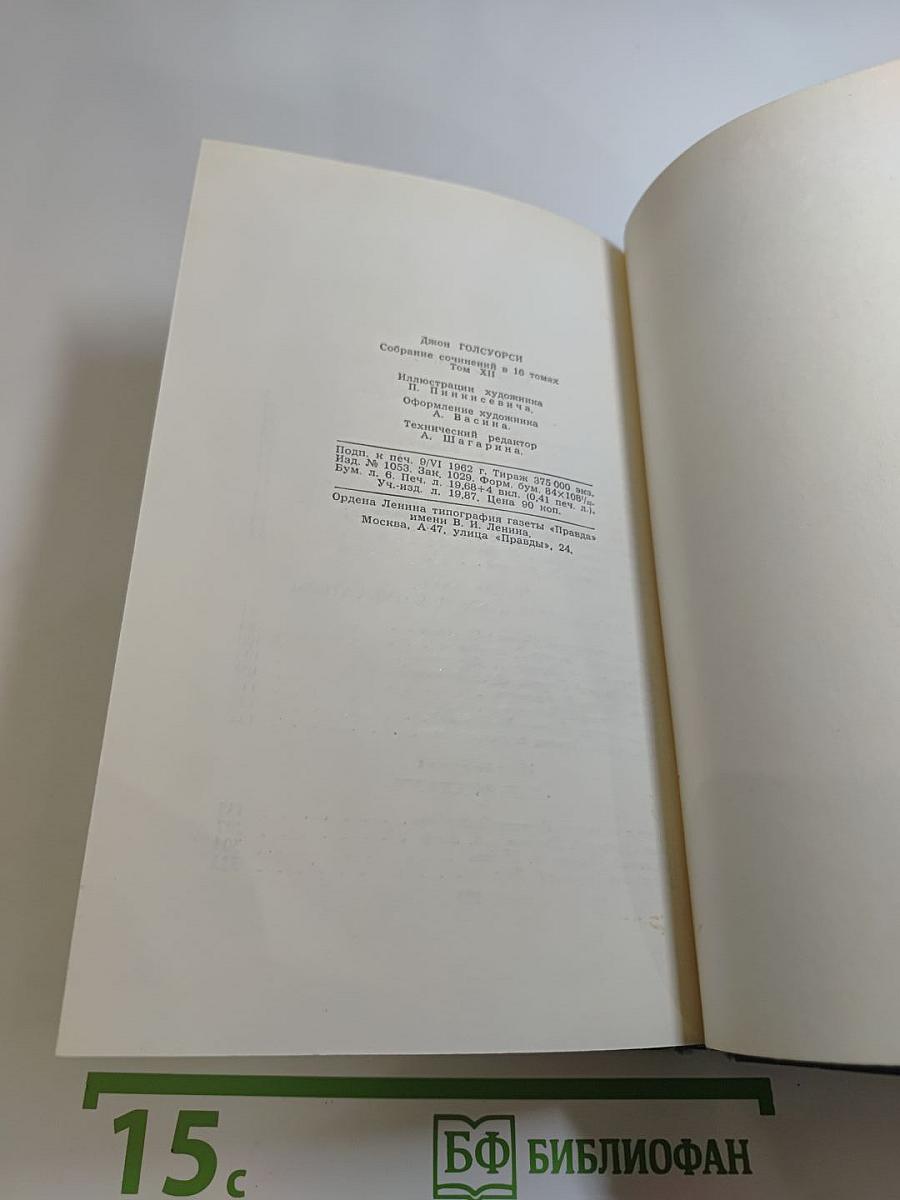 Джон ГОЛСУОРСИ
Собрание сочинений в 16 томах
Том XII
Иллюстрации художника
П. Пинкисевича.
Оформление художника
А. Васина.
Технический редактор
А. Шагарина.
Подп. к печ. 9/VI 1962 г. Тираж 375 000 экз.
Изд. № 1053. Зак. 1029. Форм. бум. 84×108¹/₃₂.
Бум. л. 6. Печ. л. 19,68+4 вкл. (0,41 печ. л.).
Уч.-изд. л. 19,87. Цена 90 коп.
Ордена Ленина типография газеты «Правда»
имени В. И. Ленина.
Москва, А-47, улица «Правды», 24.
15 с
БФ БИБЛИОФАН